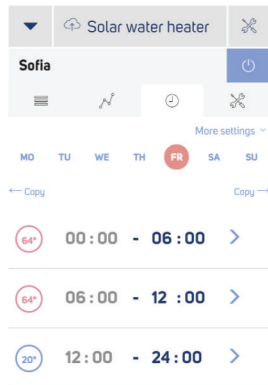 Solar water heater
Sofia
More settings
MO TU WE TH FR SA SU
← Copy Copy →
64° 00:00 - 06:00 >
64° 06:00 - 12 :00 >
20° 12:00 - 24:00 >